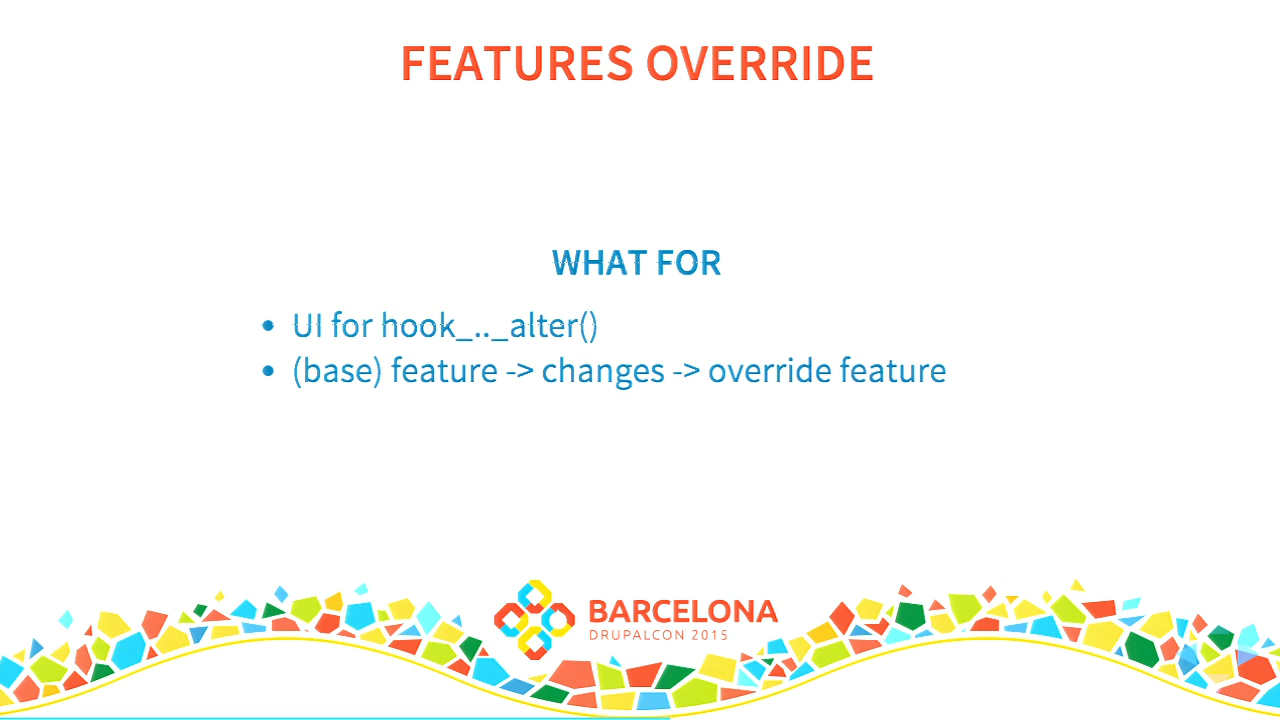 FEATURES OVERRIDE
WHAT FOR
• UI for hook_.._alter()
• (base) feature -> changes -> override feature
BARCELONA
DRUPALCON 2015